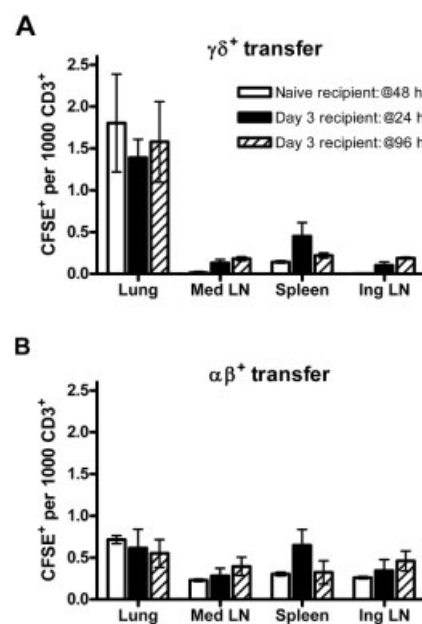 A
γδ+ transfer
Naive recipient: @48 h
Day 3 recipient: @24 h
Day 3 recipient: @96 h
CFSE+ per 1000 CD3+
2.5
2.0
1.5
1.0
0.5
0.0
Lung Med LN Spleen Ing LN
B
αβ+ transfer
CFSE+ per 1000 CD3+
2.5
2.0
1.5
1.0
0.5
0.0
Lung Med LN Spleen Ing LN